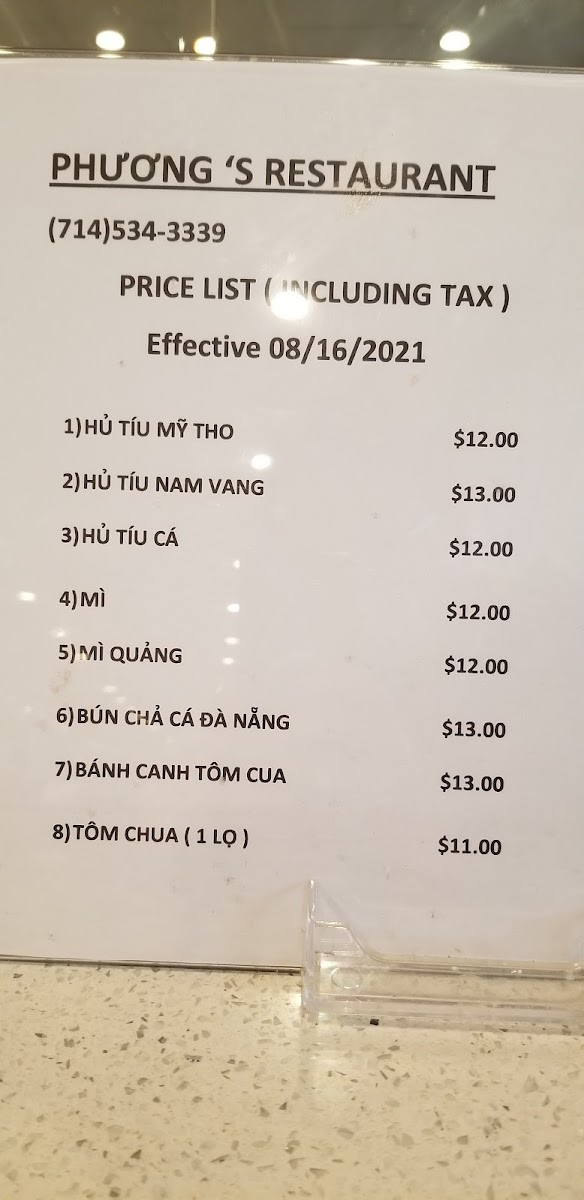 PHƯƠNG ‘S RESTAURANT
(714)534-3339
PRICE LIST ( INCLUDING TAX )
Effective 08/16/2021
1)HỦ TÍU MỸ THO $12.00
2)HỦ TÍU NAM VANG $13.00
3)HỦ TÍU CÁ $12.00
4)MÌ $12.00
5)MÌ QUẢNG $12.00
6)BÚN CHẢ CÁ ĐÀ NẴNG $13.00
7)BÁNH CANH TÔM CUA $13.00
8)TÔM CHUA ( 1 LỌ ) $11.00